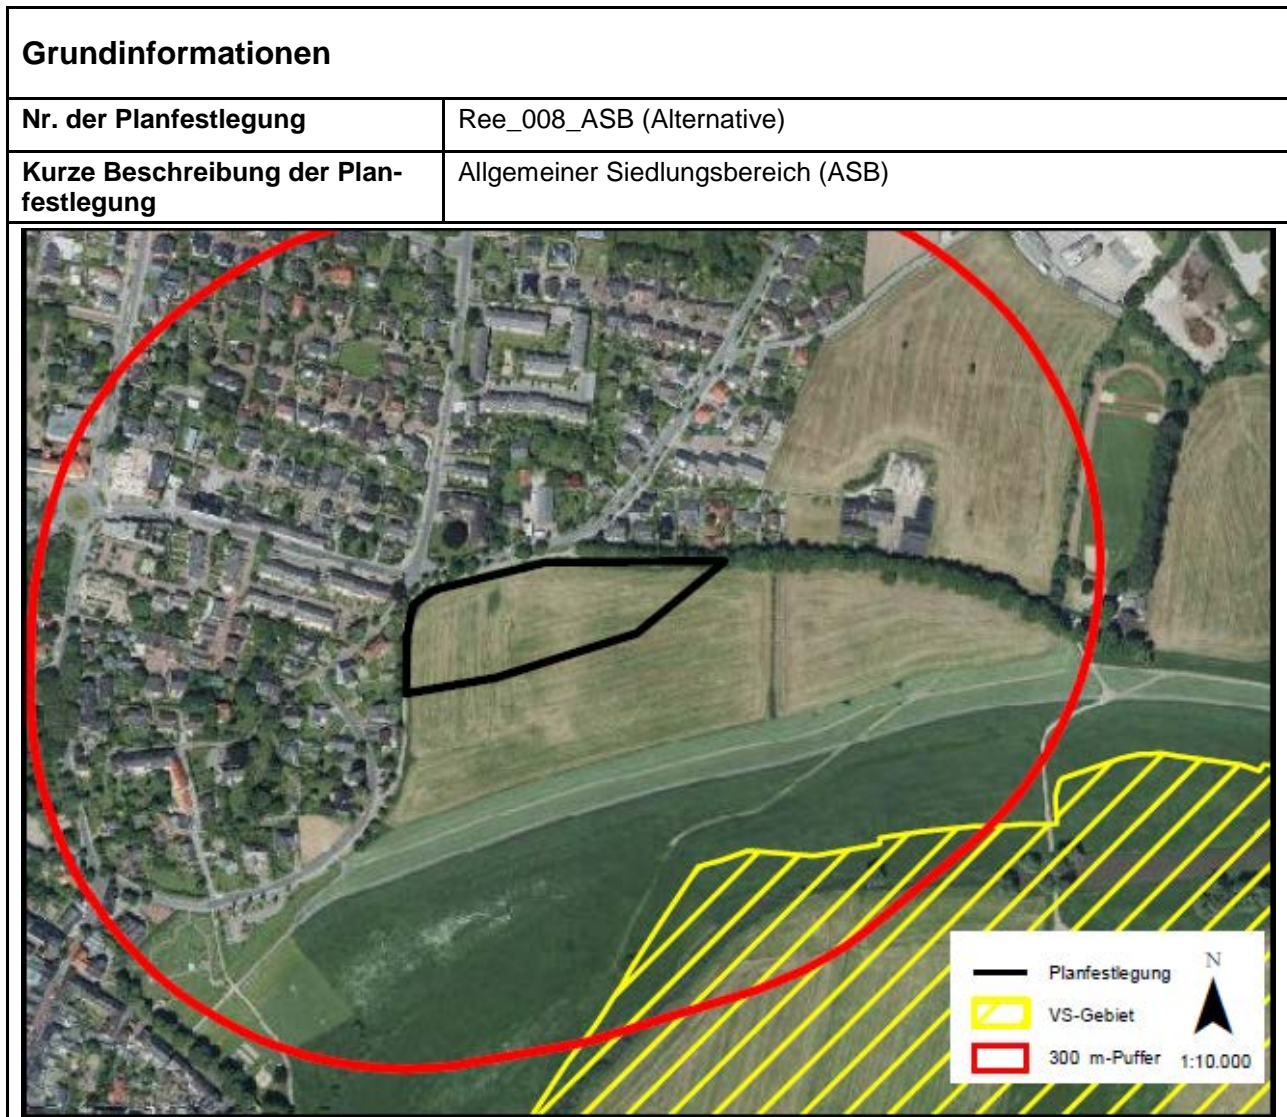 Grundinformationen
Nr. der Planfestlegung
Ree_008_ASB (Alternative)
Kurze Beschreibung der Plan-
festlegung
Allgemeiner Siedlungsbereich (ASB)
Planfestlegung
N
VS-Gebiet
300 m-Puffer
1:10.000